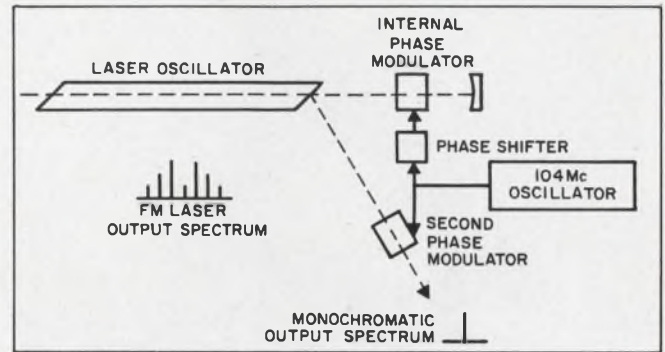 LASER OSCILLATOR
INTERNAL
PHASE
MODULATOR
PHASE SHIFTER
104Mc
OSCILLATOR
FM LASER
OUTPUT SPECTRUM
SECOND
PHASE
MODULATOR
MONOCHROMATIC
OUTPUT SPECTRUM